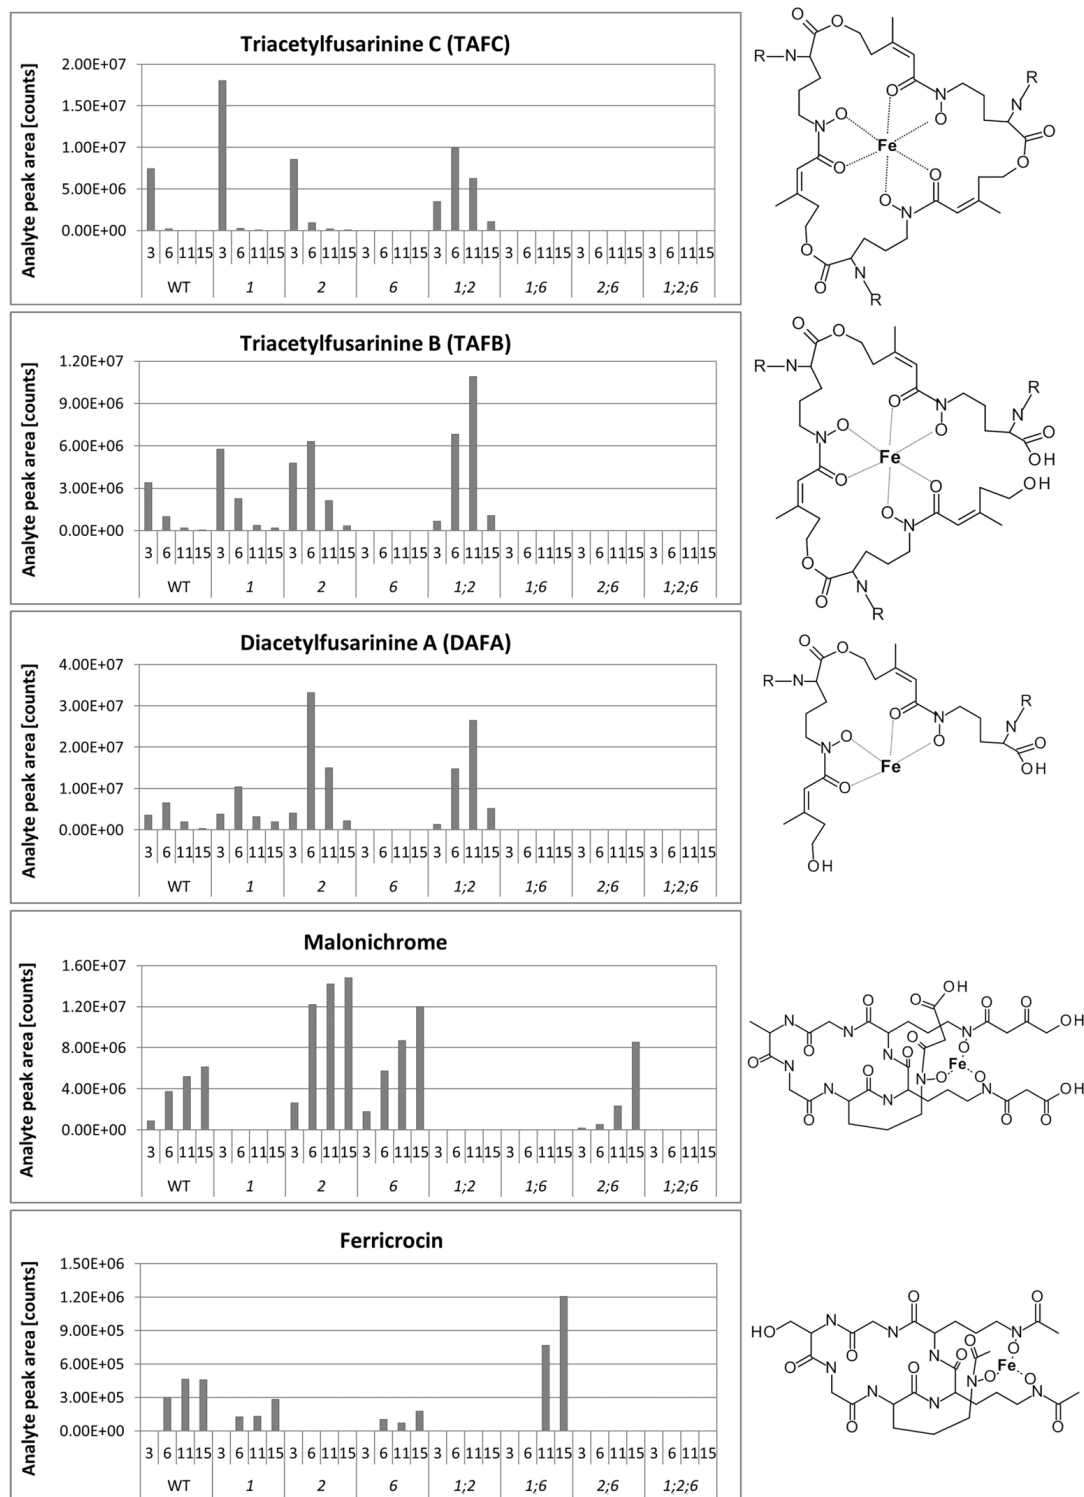 Triacetylfusarinine C (TAFC)
Analyte peak area [counts]
2.00E+07
1.50E+07
1.00E+07
5.00E+06
0.00E+00
3 6 11 15 3 6 11 15 3 6 11 15 3 6 11 15 3 6 11 15 3 6 11 15 3 6 11 15 3 6 11 15
WT 1 2 6 1;2 1;6 2;6 1;2;6
O O
R N
O N R
O N O
O Fe O
N O
O O
O N
O O N
R
Triacetylfusarinine B (TAFB)
Analyte peak area [counts]
1.20E+07
9.00E+06
6.00E+06
3.00E+06
0.00E+00
3 6 11 15 3 6 11 15 3 6 11 15 3 6 11 15 3 6 11 15 3 6 11 15 3 6 11 15 3 6 11 15
WT 1 2 6 1;2 1;6 2;6 1;2;6
O O
R N
R
O N N
O O O
N Fe OH
O O OH
O N
O
O N
R
Diacetylfusarinine A (DAFA)
Analyte peak area [counts]
4.00E+07
3.00E+07
2.00E+07
1.00E+07
0.00E+00
3 6 11 15 3 6 11 15 3 6 11 15 3 6 11 15 3 6 11 15 3 6 11 15 3 6 11 15 3 6 11 15
WT 1 2 6 1;2 1;6 2;6 1;2;6
O O
R N
R
O N N
O O O
N Fe OH
O
OH
Malonichrome
Analyte peak area [counts]
1.60E+07
1.20E+07
8.00E+06
4.00E+06
0.00E+00
3 6 11 15 3 6 11 15 3 6 11 15 3 6 11 15 3 6 11 15 3 6 11 15 3 6 11 15 3 6 11 15
WT 1 2 6 1;2 1;6 2;6 1;2;6
OH
O
N O O O
N N OH
O O O O
N O Fe
N O N O O N
N N OH
O O O
Ferricrocin
Analyte peak area [counts]
1.50E+06
1.20E+06
9.00E+05
6.00E+05
3.00E+05
0.00E+00
3 6 11 15 3 6 11 15 3 6 11 15 3 6 11 15 3 6 11 15 3 6 11 15 3 6 11 15 3 6 11 15
WT 1 2 6 1;2 1;6 2;6 1;2;6
O O
HO N N N
O O O
O N O Fe
N O N O O
N N N
O O